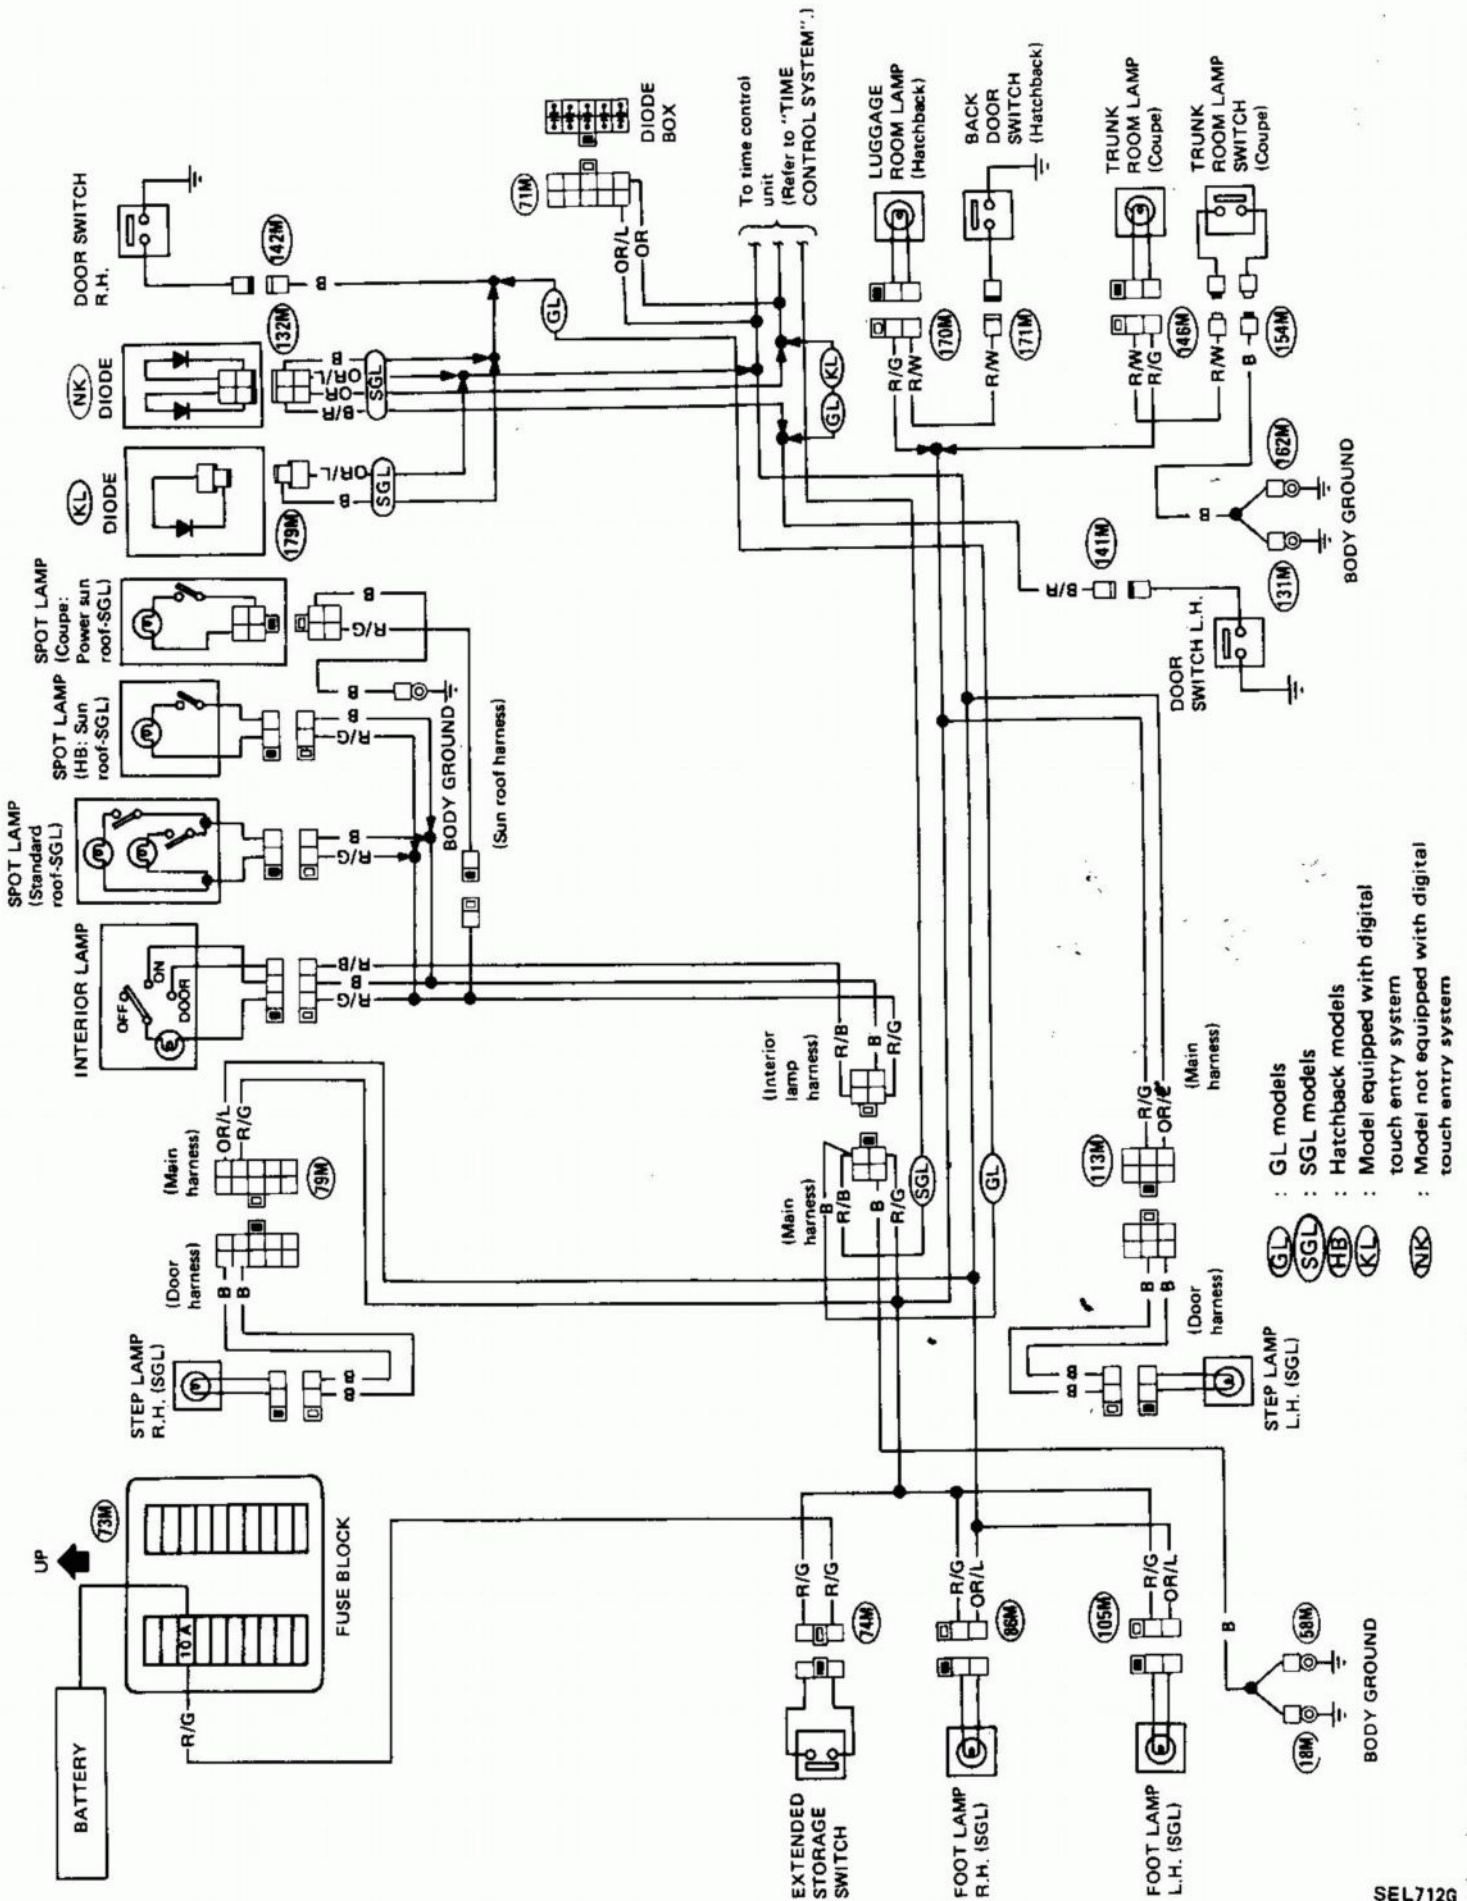 BATTERY
UP
73M
10 A
R/G
FUSE BLOCK
STEP LAMP
R.H. (SGL)
(Door
harness)
B
B
B
B
(Main
harness)
OR/L
R/G
79M
INTERIOR LAMP
OFF
ON
DOOR
R/B
B
R/G
SPOT LAMP
(Standard
roof-SGL)
B
R/G
SPOT LAMP
(HB: Sun
roof-SGL)
B
R/G
SPOT LAMP
(Coupe:
Power sun
roof-SGL)
B
R/G
B
BODY GROUND
(Sun roof harness)
KL
DIODE
179M
OR/L
B
SGL
NK
DIODE
132M
B
OR/L
OR
B/R
SGL
DOOR SWITCH
R.H.
142M
B
GL
71M
DIODE
BOX
OR/L
OR
To time control
unit
(Refer to "TIME
CONTROL SYSTEM".)
GL
KL
LUGGAGE
ROOM LAMP
(Hatchback)
170M
R/G
R/W
BACK
DOOR
SWITCH
(Hatchback)
171M
R/W
TRUNK
ROOM LAMP
(Coupe)
146M
R/W
R/G
TRUNK
ROOM LAMP
SWITCH
(Coupe)
154M
R/W
B
B
162M
131M
BODY GROUND
141M
B/R
DOOR
SWITCH L.H.
(Interior
lamp
harness)
R/B
B
R/G
(Main
harness)
B
R/B
B
R/G
SGL
GL
113M
R/G
OR/L
(Main
harness)
(Door
harness)
B
B
B
B
STEP LAMP
L.H. (SGL)
EXTENDED
STORAGE
SWITCH
74M
R/G
R/G
FOOT LAMP
R.H. (SGL)
86M
R/G
OR/L
FOOT LAMP
L.H. (SGL)
105M
R/G
OR/L
B
18M
58M
BODY GROUND
GL : GL models
SGL : SGL models
HB : Hatchback models
KL : Model equipped with digital
touch entry system
NK : Model not equipped with digital
touch entry system
SEL712G